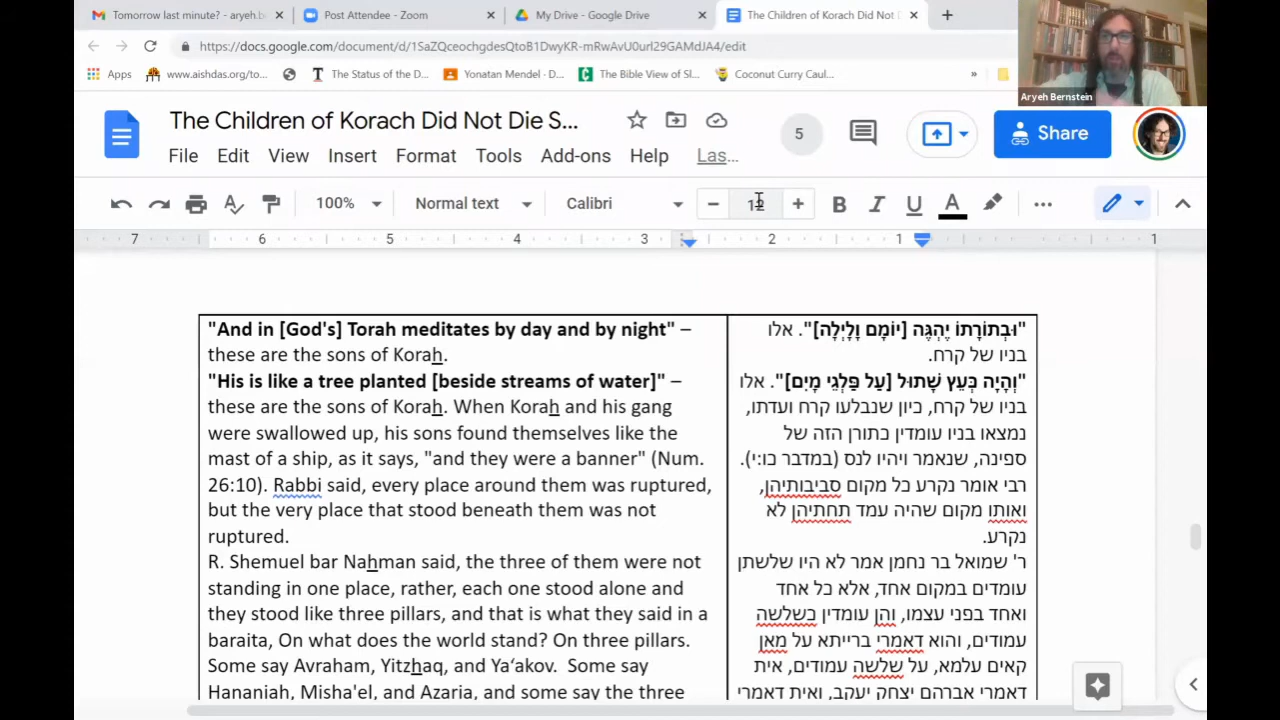 Tomorrow last minute? - aryeh.b
Post Attendee - Zoom
My Drive - Google Drive
The Children of Korach Did Not D
https://docs.google.com/document/d/1SaZQceochgdesQtoB1DwyKR-mRwAvU0url29GAMdJA4/edit
Apps
www.aishdas.org/to...
The Status of the D...
Yonatan Mendel · D...
The Bible View of Sl...
Coconut Curry Caul...
»
Aryeh Bernstein
The Children of Korach Did Not Die S...
5
Share
File Edit View Insert Format Tools Add-ons Help Las...
100% Normal text Calibri 12 B I U A
7 6 5 4 3 2 1 1
"And in [God's] Torah meditates by day and by night" –
these are the sons of Korah.
"His is like a tree planted [beside streams of water]" –
these are the sons of Korah. When Korah and his gang
were swallowed up, his sons found themselves like the
mast of a ship, as it says, "and they were a banner" (Num.
26:10). Rabbi said, every place around them was ruptured,
but the very place that stood beneath them was not
ruptured.
R. Shemuel bar Nahman said, the three of them were not
standing in one place, rather, each one stood alone and
they stood like three pillars, and that is what they said in a
baraita, On what does the world stand? On three pillars.
Some say Avraham, Yitzhaq, and Ya‘akov. Some say
Hananiah, Misha'el, and Azaria, and some say the three
"וּבְתוֹרָתוֹ יֶהְגֶּה [יוֹמָם וָלָיְלָה]". אלו
בניו של קרח.
"וְהָיָה כְּעֵץ שָׁתוּל [עַל פַּלְגֵי מָיִם]". אלו
בניו של קרח, כיון שנבלעו קרח ועדתו,
נמצאו בניו עומדין כתורן הזה של
ספינה, שנאמר ויהיו לנס (במדבר כו:י).
רבי אומר נקרע כל מקום סביבותיהן,
ואותו מקום שהיה עמד תחתיהן לא
נקרע.
ר' שמואל בר נחמן אמר לא היו שלשתן
עומדים במקום אחד, אלא כל אחד
ואחד בפני עצמו, והן עומדין כשלשה
עמודים, והוא דאמרי ברייתא על מאן
קאים עלמא, על שלשה עמודים, אית
דאמרי אברהם יצחק יעקב, ואית דאמרי